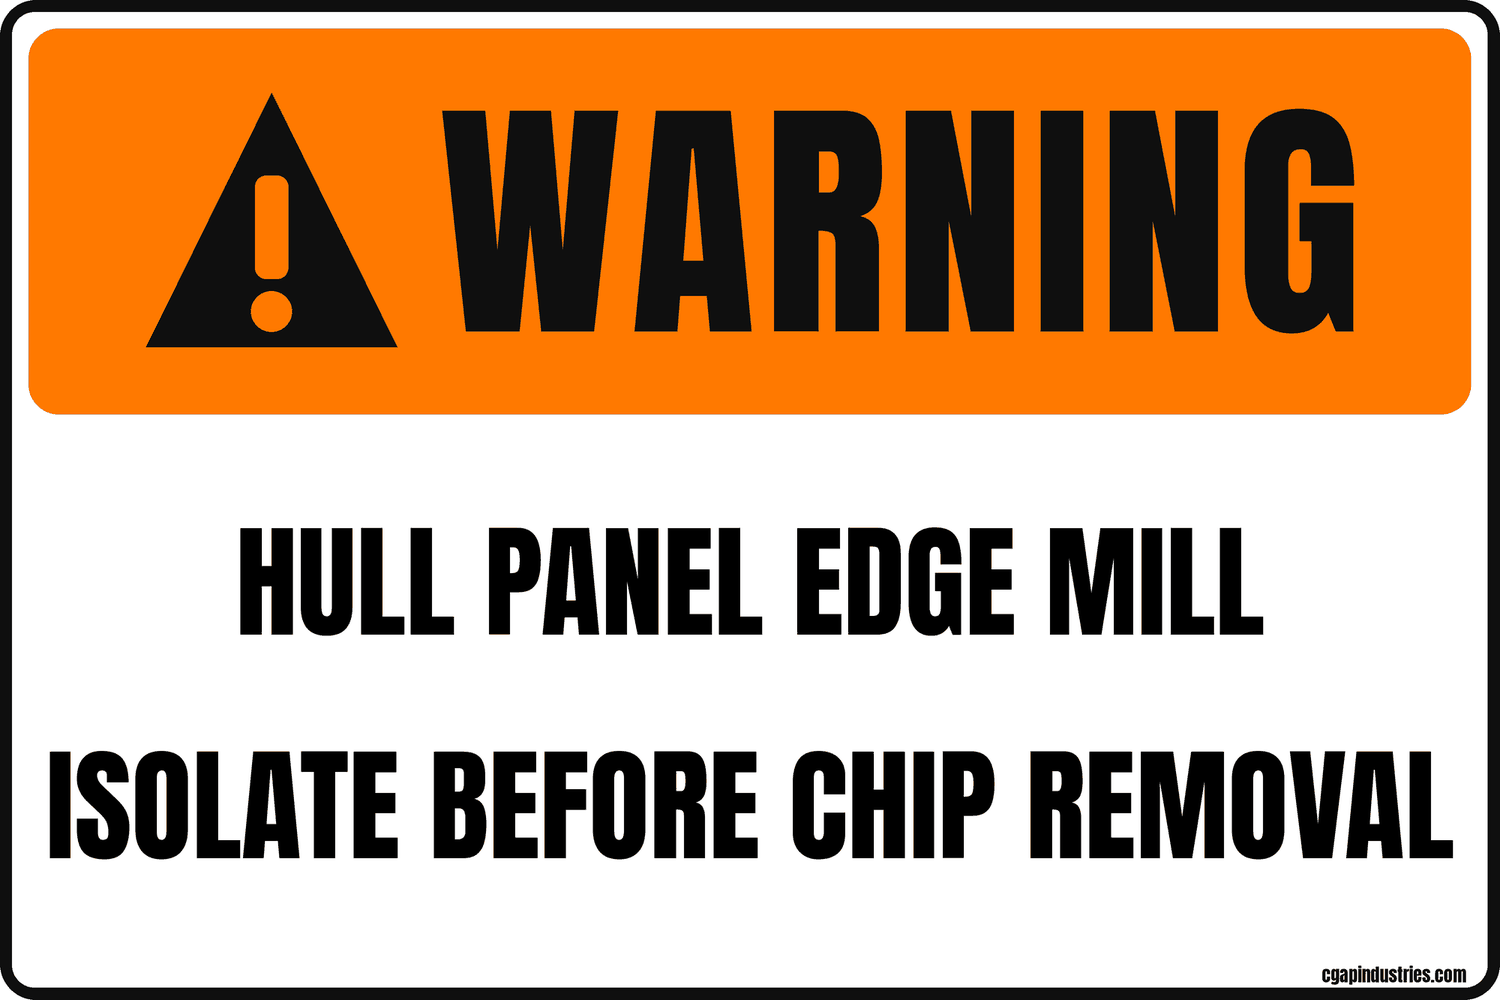 WARNING
HULL PANEL EDGE MILL
ISOLATE BEFORE CHIP REMOVAL
cgapindustries.com